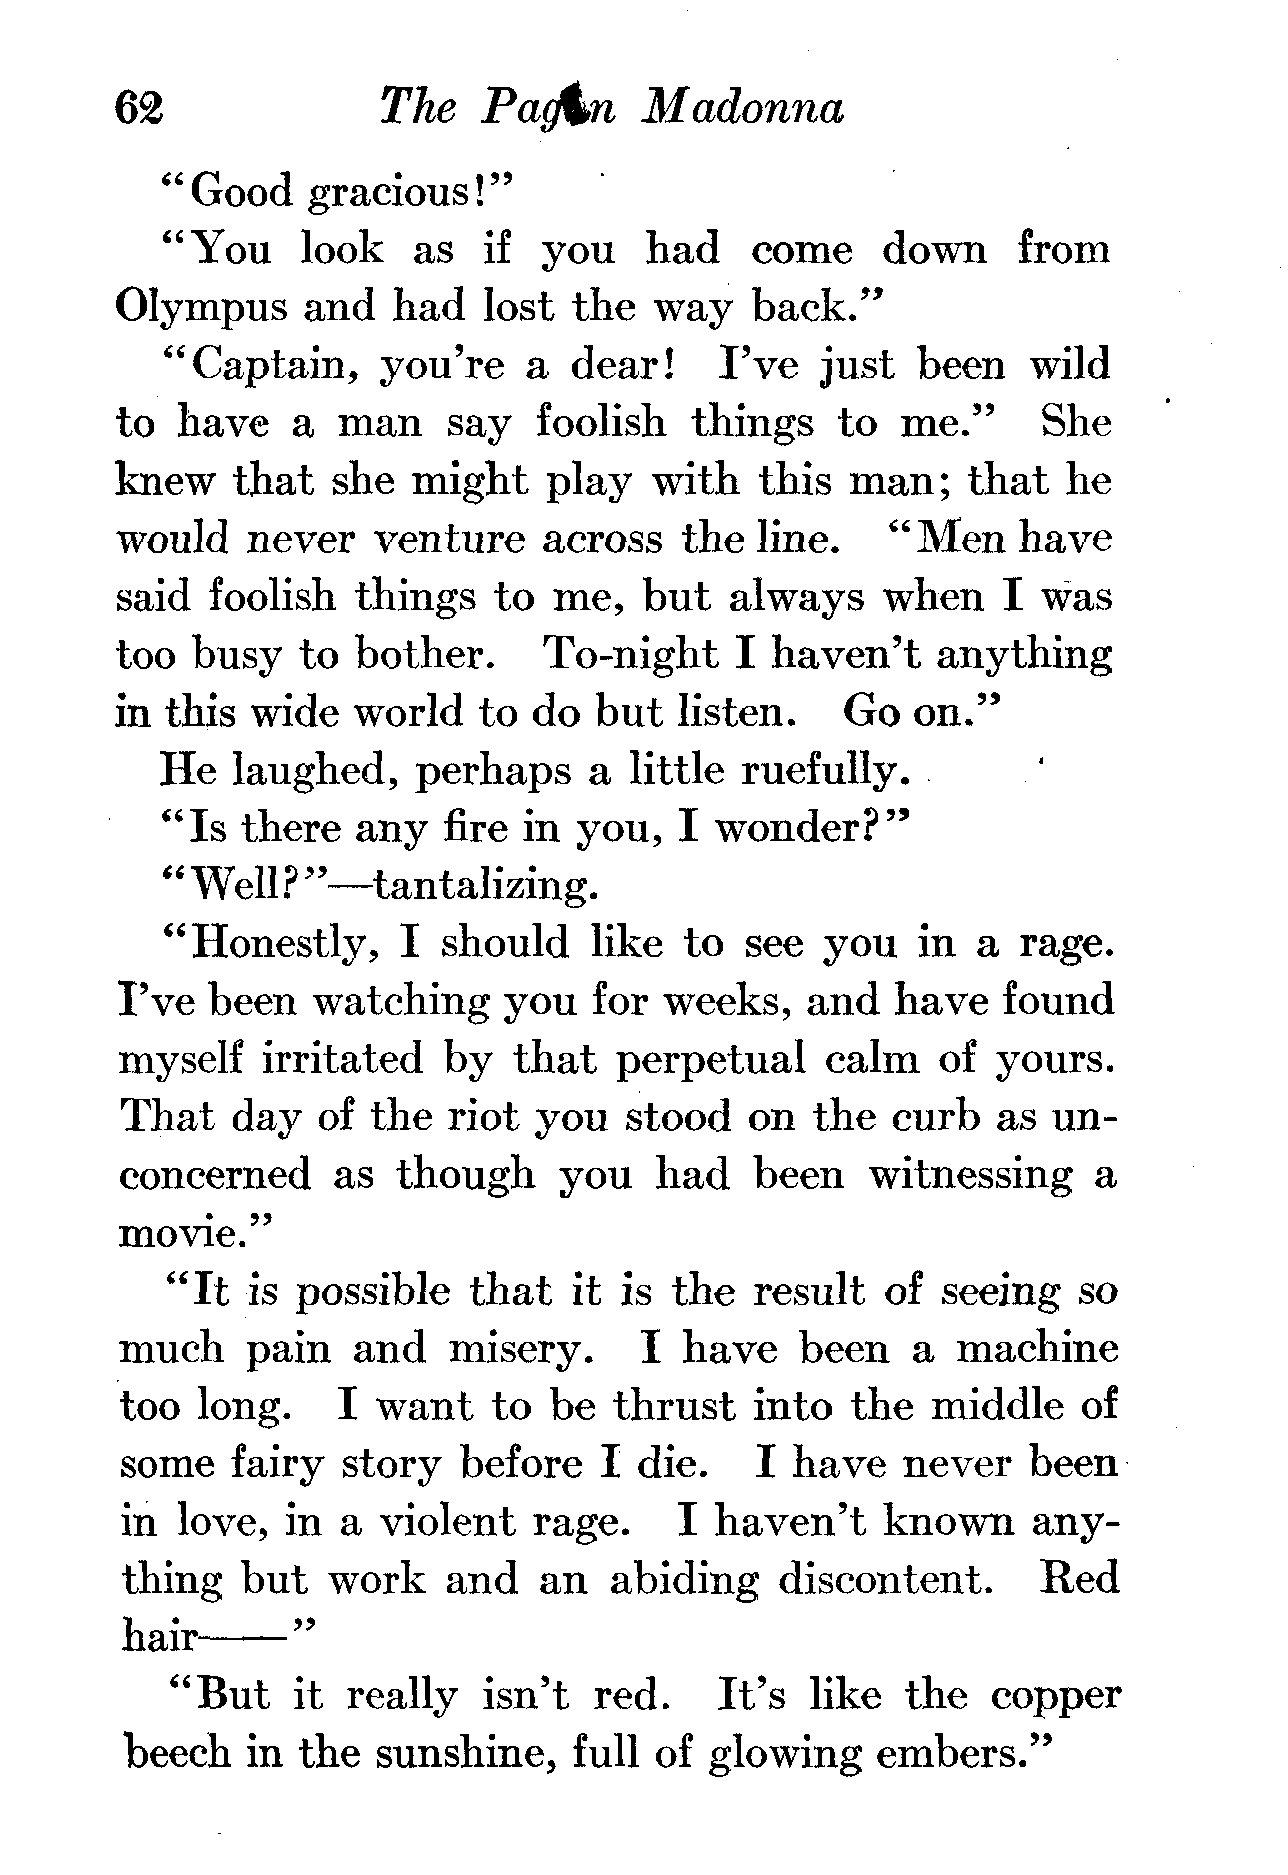 62 The Pagan Madonna
“Good gracious!”
“You look as if you had come down from
Olympus and had lost the way back.”
“Captain, you’re a dear! I’ve just been wild
to have a man say foolish things to me.” She
knew that she might play with this man; that he
would never venture across the line. “Men have
said foolish things to me, but always when I was
too busy to bother. To-night I haven’t anything
in this wide world to do but listen. Go on.”
He laughed, perhaps a little ruefully.
“Is there any fire in you, I wonder?”
“Well?”—tantalizing.
“Honestly, I should like to see you in a rage.
I’ve been watching you for weeks, and have found
myself irritated by that perpetual calm of yours.
That day of the riot you stood on the curb as un-
concerned as though you had been witnessing a
movie.”
“It is possible that it is the result of seeing so
much pain and misery. I have been a machine
too long. I want to be thrust into the middle of
some fairy story before I die. I have never been
in love, in a violent rage. I haven’t known any-
thing but work and an abiding discontent. Red
hair——”
“But it really isn’t red. It’s like the copper
beech in the sunshine, full of glowing embers.”